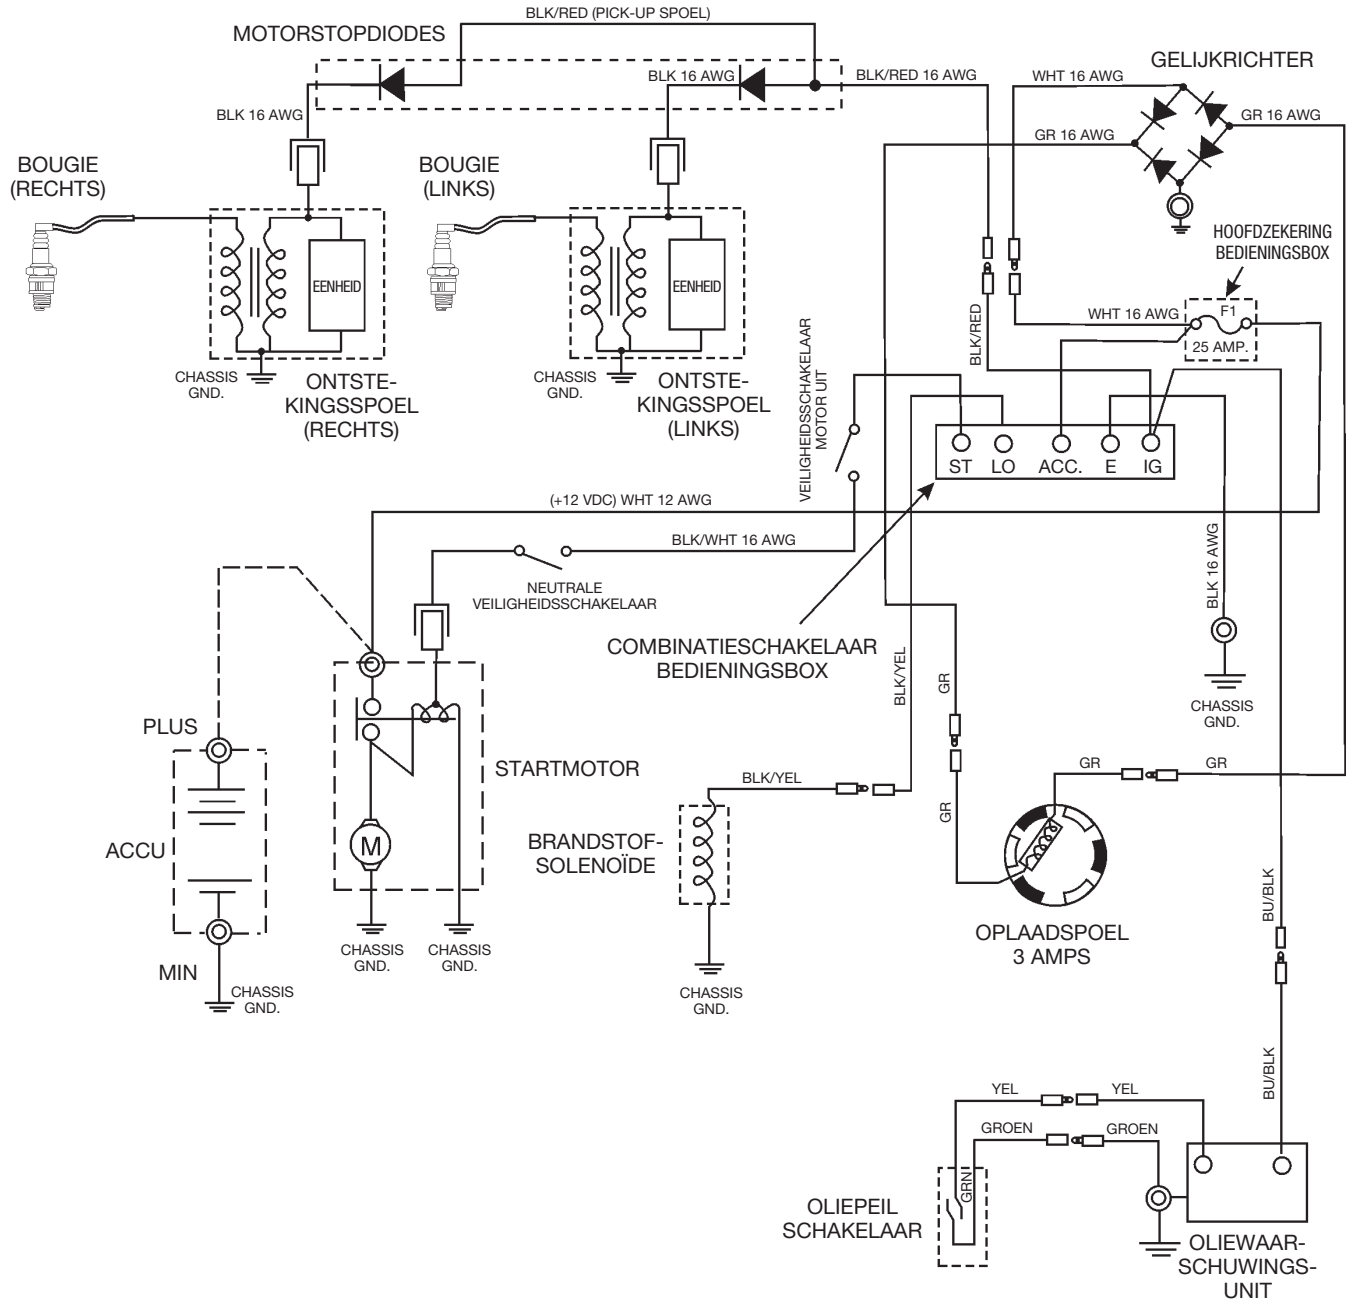 BLK/RED (PICK-UP SPOEL)
MOTORSTOPDIODES
GELIJKRICHTER
BLK 16 AWG
BLK/RED 16 AWG
WHT 16 AWG
BLK 16 AWG
GR 16 AWG
GR 16 AWG
BOUGIE
(RECHTS)
BOUGIE
(LINKS)
HOOFDZEKERING
BEDIENINGSBOX
EENHEID
EENHEID
BLK/RED
WHT 16 AWG
F1
25 AMP.
CHASSIS
GND.
ONTSTE-
KINGSSPOEL
(RECHTS)
CHASSIS
GND.
ONTSTE-
KINGSSPOEL
(LINKS)
VEILIGHEIDSSCHAKELAAR
MOTOR UIT
ST LO ACC. E IG
(+12 VDC) WHT 12 AWG
BLK/WHT 16 AWG
NEUTRALE
VEILIGHEIDSSCHAKELAAR
BLK 16 AWG
COMBINATIESCHAKELAAR
BEDIENINGSBOX
BLK/YEL
GR
CHASSIS
GND.
PLUS
STARTMOTOR
BLK/YEL
GR
GR
GR
ACCU
M
BRANDSTOF-
SOLENOÏDE
BU/BLK
OPLAADSPOEL
3 AMPS
CHASSIS
GND.
CHASSIS
GND.
MIN
CHASSIS
GND.
CHASSIS
GND.
BU/BLK
YEL
YEL
GROEN
GROEN
GRN
OLIEPEIL
SCHAKELAAR
OLIEWAAR-
SCHUWINGS-
UNIT